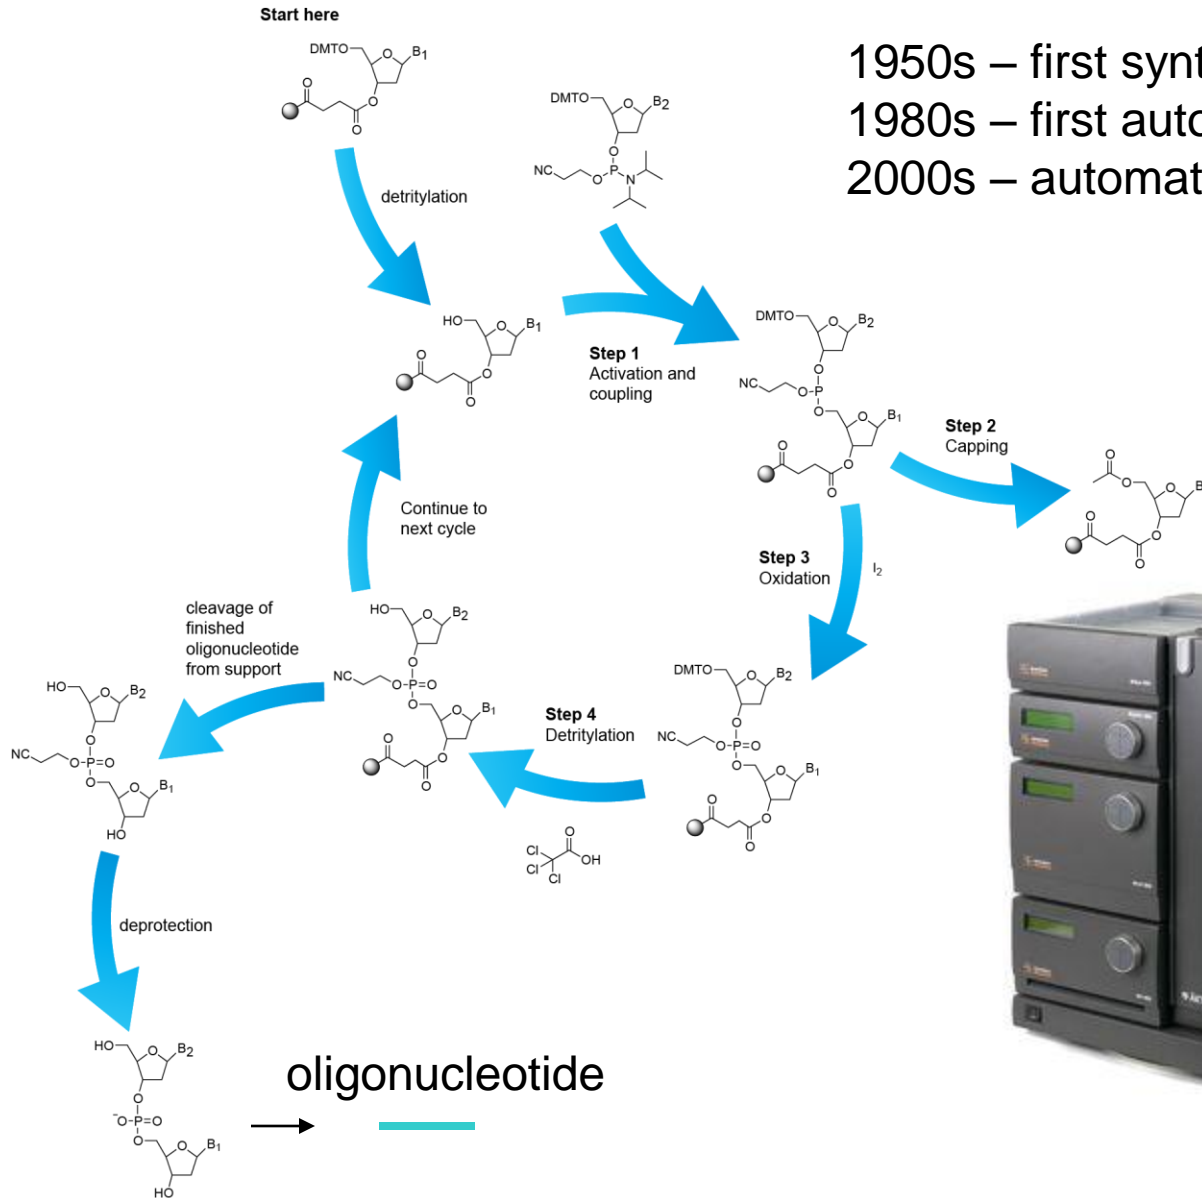 Start here
DMTO
O
B1
O
O
O
detritylation
DMTO
O
B2
O
NC
O
P
N
1950s – first synt
1980s – first auto
2000s – automat
HO
O
B1
O
O
O
Step 1
Activation and
coupling
DMTO
O
B2
O
NC
O-P
O
O
B1
O
O
O
Step 2
Capping
O
O
O
B
O
O
O
Continue to
next cycle
Step 3
Oxidation
I2
cleavage of
finished
oligonucleotide
from support
HO
O
B2
O
NC
O-P=O
O
O
B1
O
O
O
Step 4
Detritylation
DMTO
O
B2
O
NC
O-P=O
O
O
B1
O
O
O
Cl
Cl
Cl
O
OH
HO
O
B2
O
NC
O-P=O
O
O
B1
HO
deprotection
HO
O
B2
O
-O-P=O
O
O
B1
HO
oligonucleotide